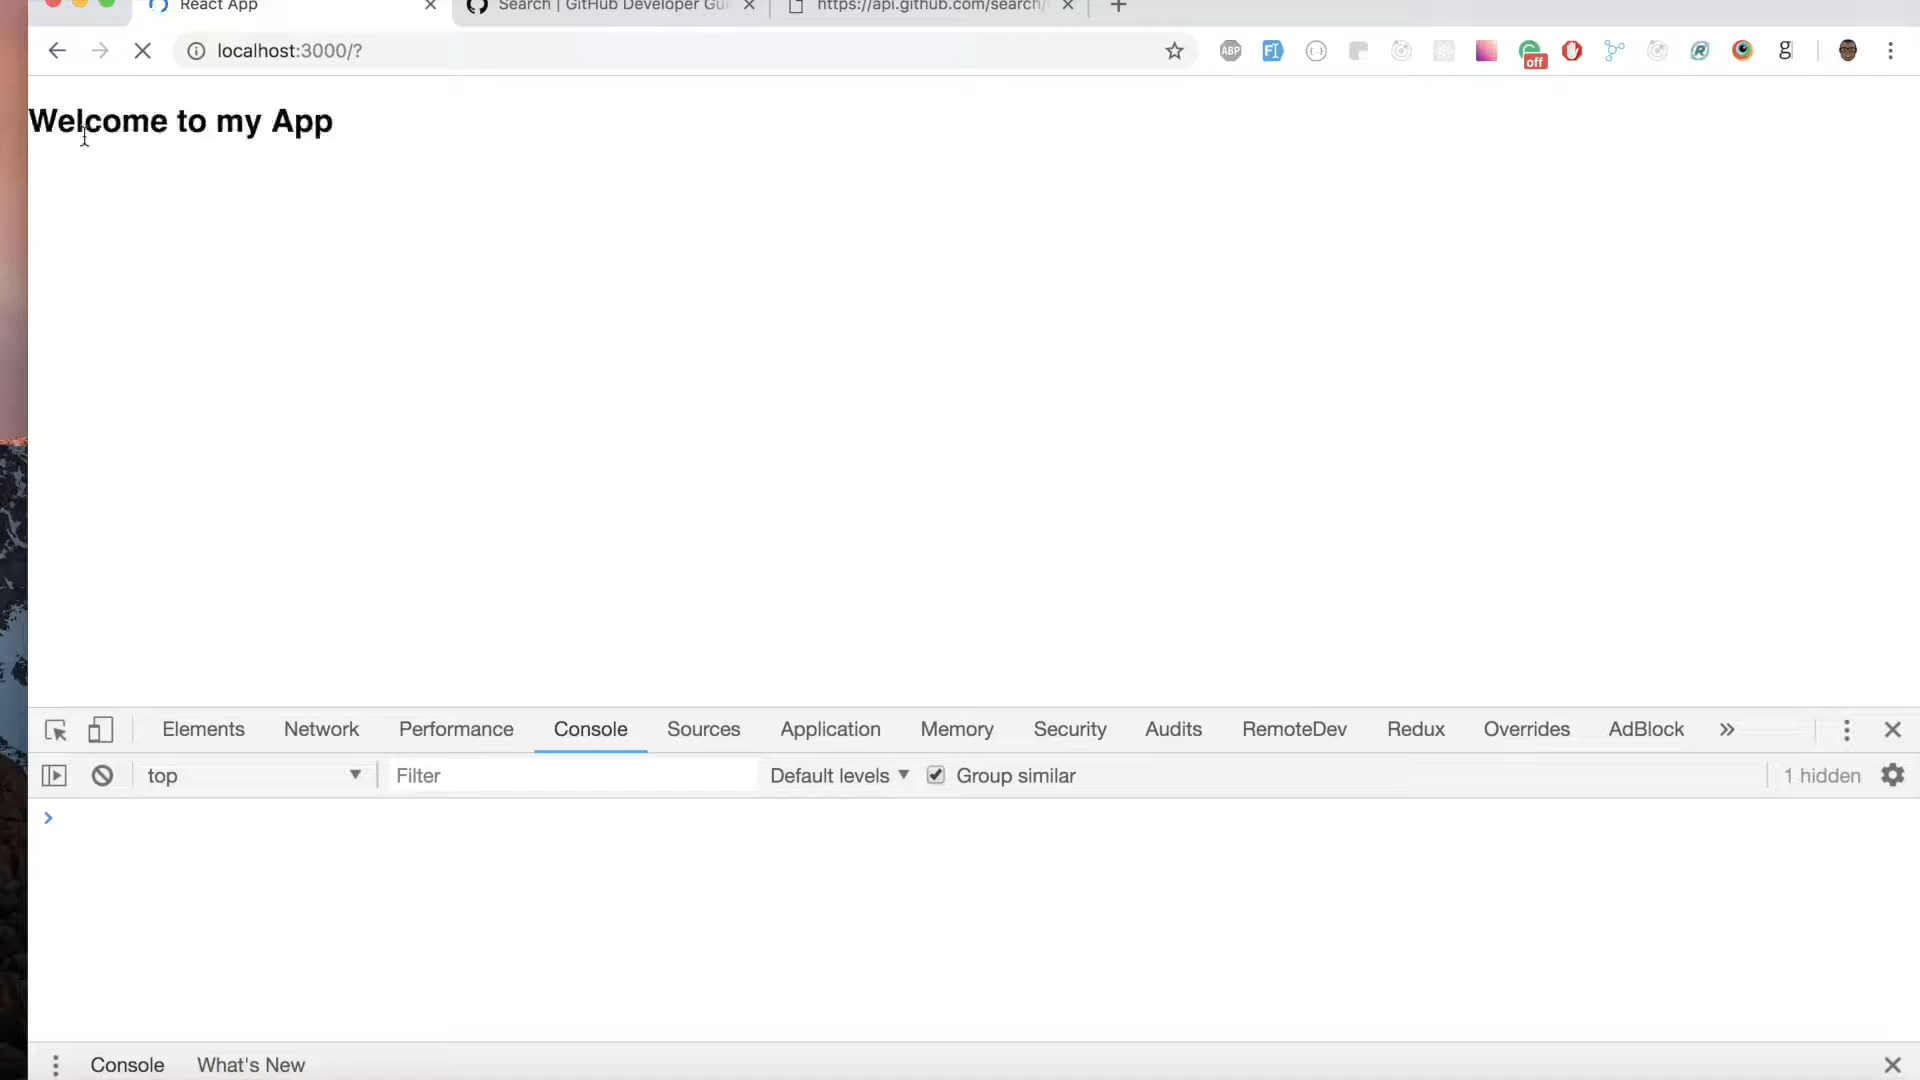 React App
Search | GitHub Developer Gu
https://api.github.com/search/
localhost:3000/?
ABP
off
Welcome to my App
Elements Network Performance Console Sources Application Memory Security Audits RemoteDev Redux Overrides AdBlock
top Filter Default levels Group similar 1 hidden
Console What's New